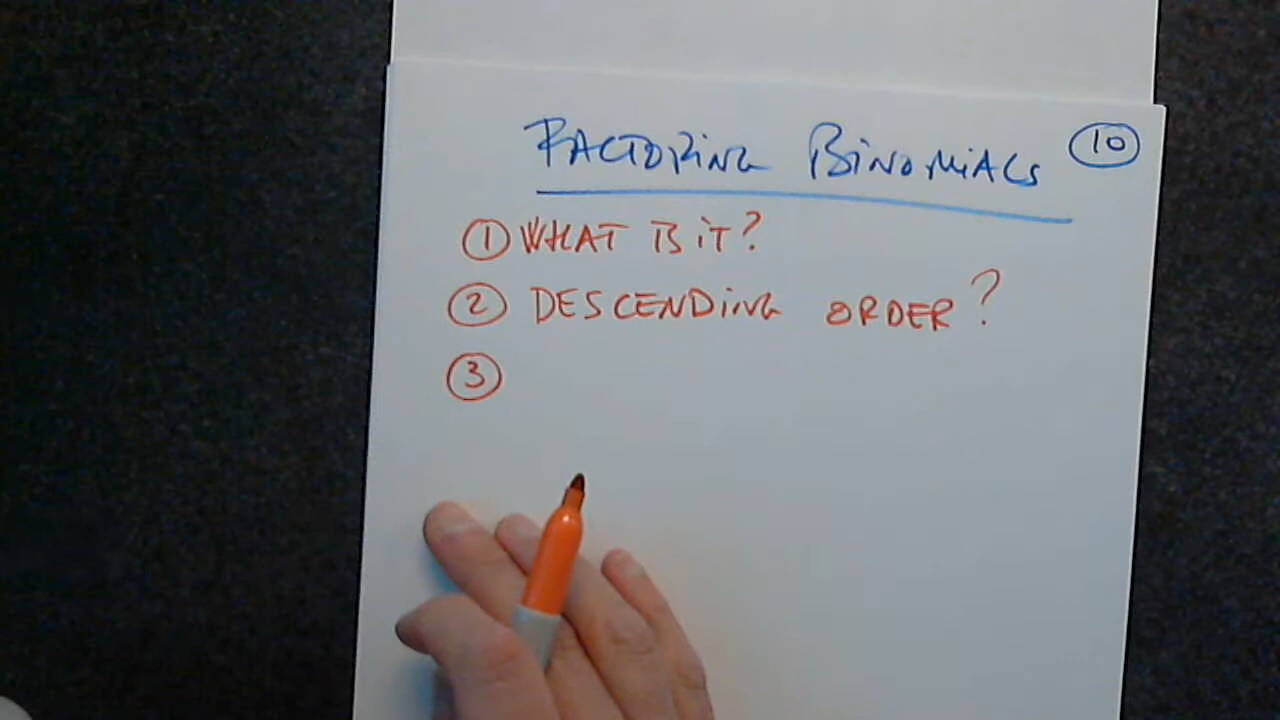 FACTORING BINOMIALS 10
1 WHAT IS IT?
2 DESCENDING ORDER?
3